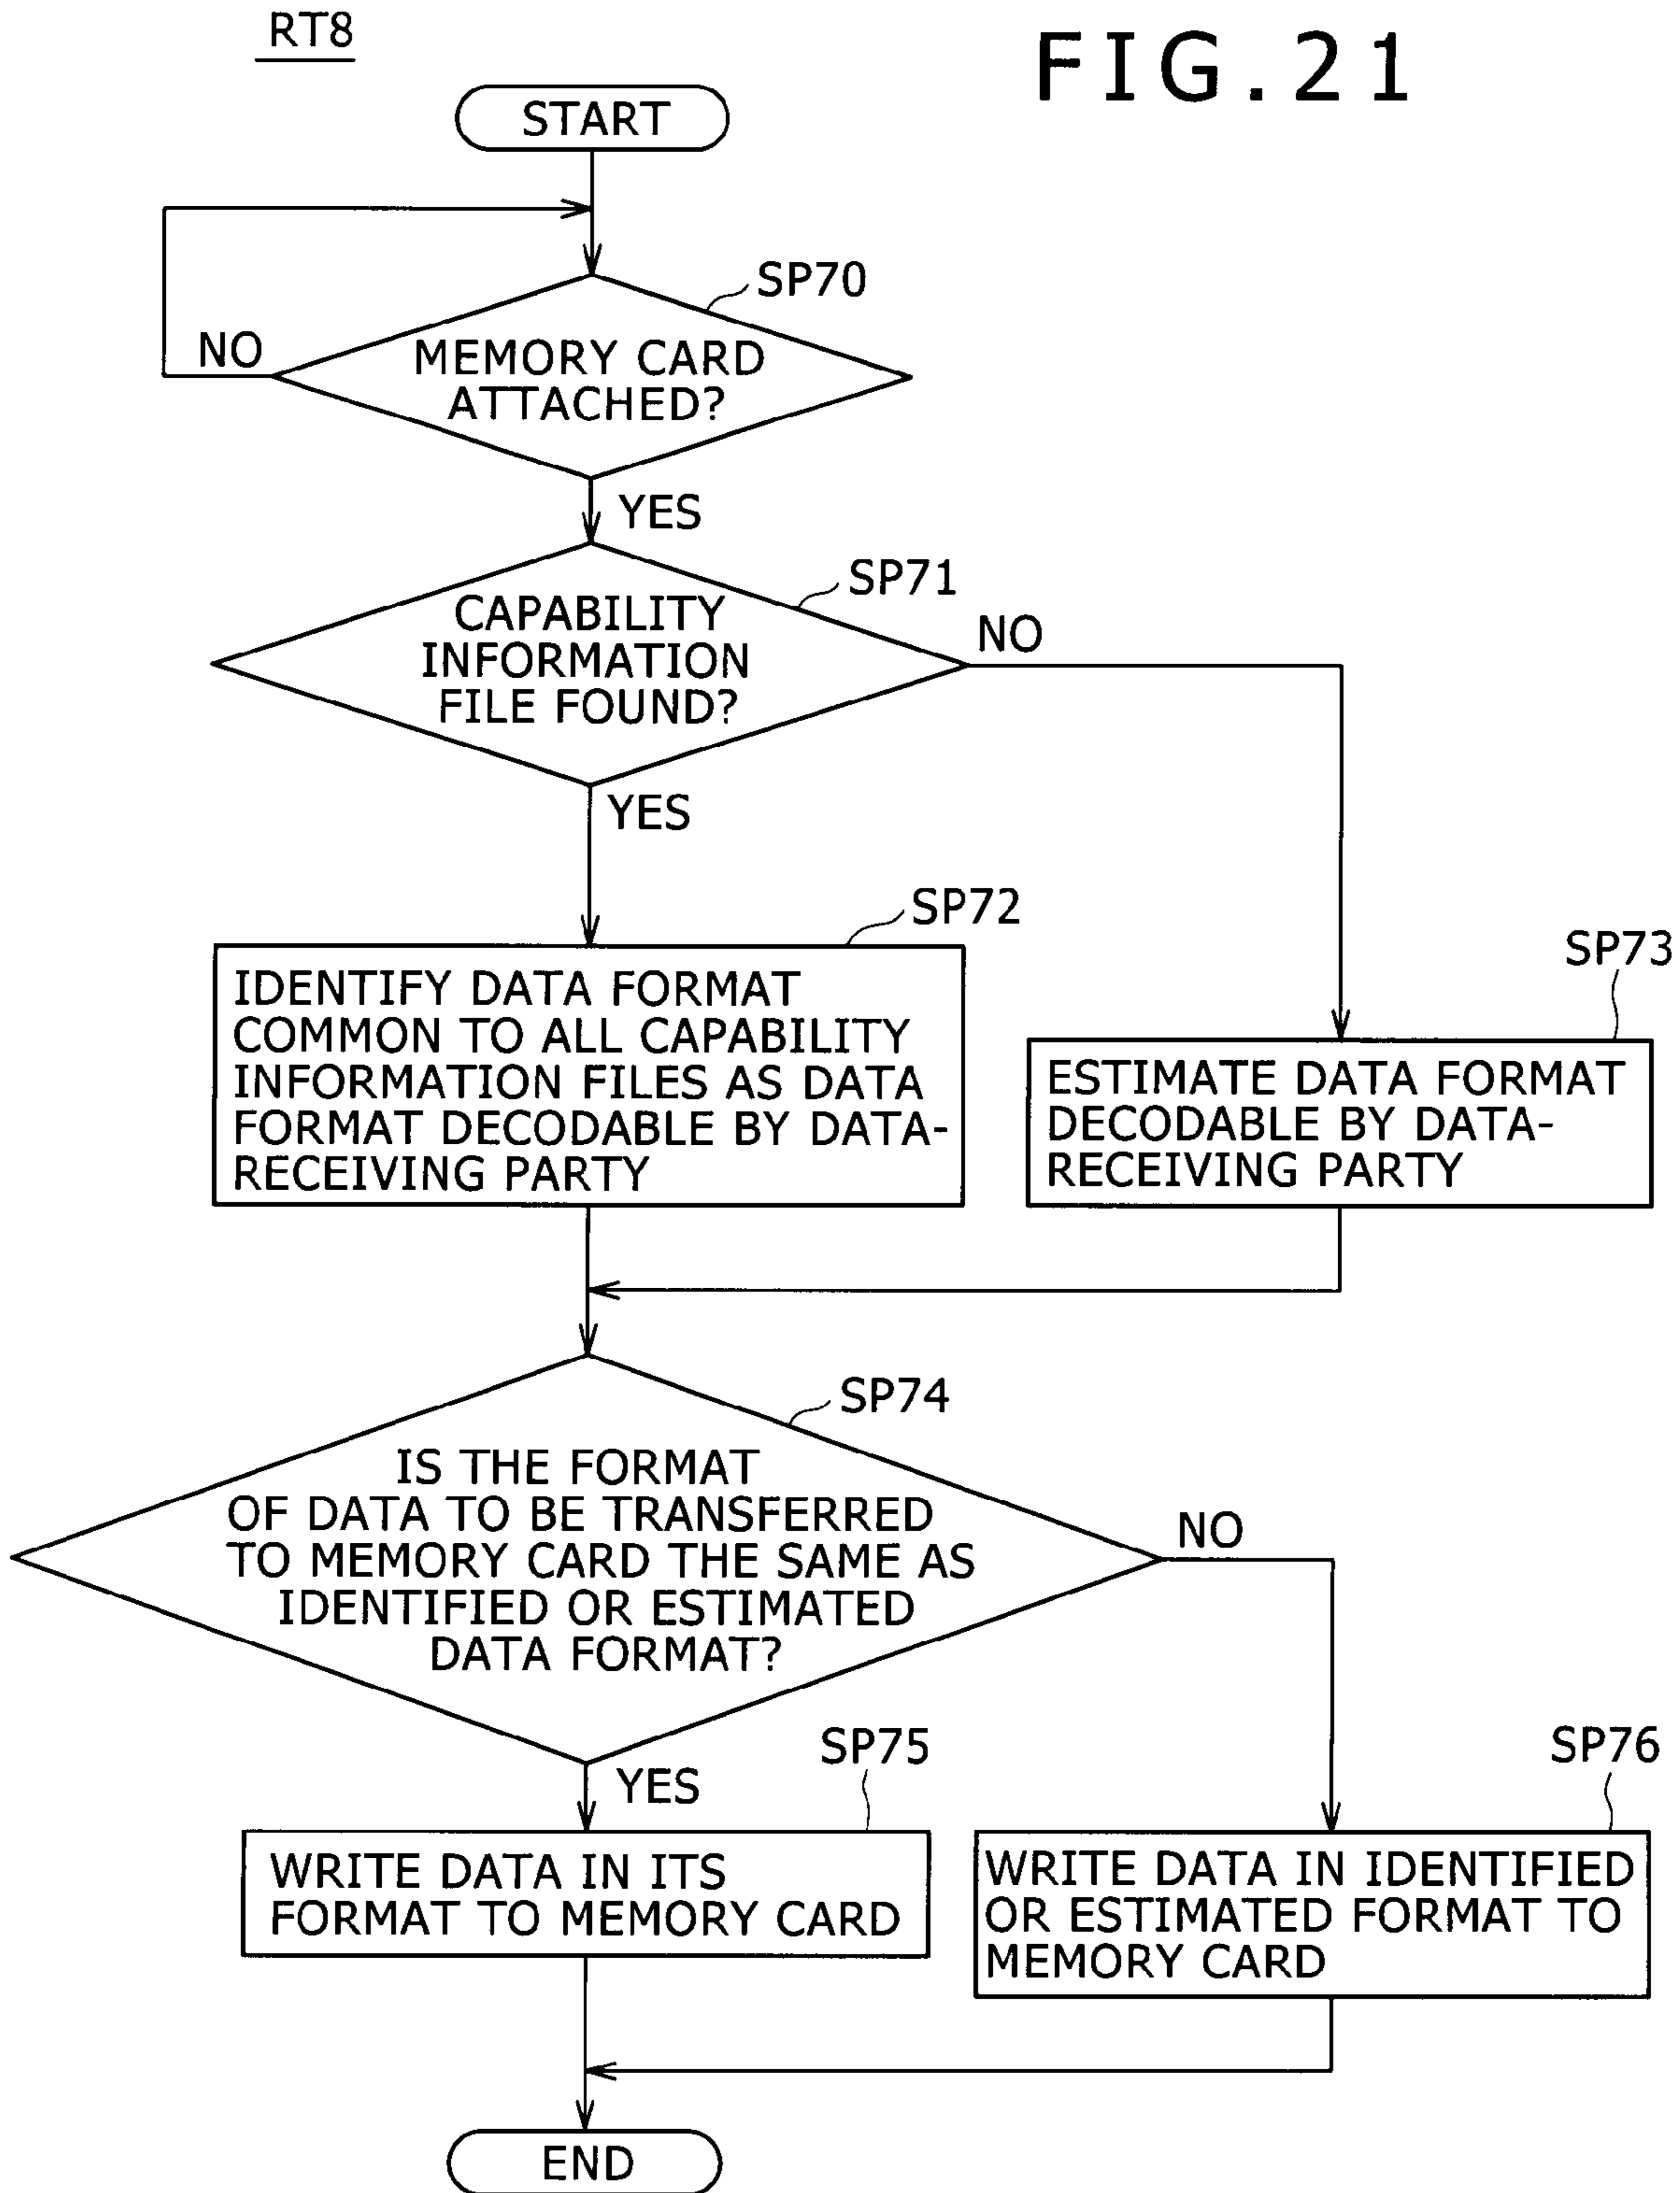 RT8
FIG.21
START
SP70
NO
MEMORY CARD
ATTACHED?
YES
SP71
CAPABILITY
INFORMATION
FILE FOUND?
NO
YES
SP72
IDENTIFY DATA FORMAT
COMMON TO ALL CAPABILITY
INFORMATION FILES AS DATA
FORMAT DECODABLE BY DATA-
RECEIVING PARTY
SP73
ESTIMATE DATA FORMAT
DECODABLE BY DATA-
RECEIVING PARTY
SP74
IS THE FORMAT
OF DATA TO BE TRANSFERRED
TO MEMORY CARD THE SAME AS
IDENTIFIED OR ESTIMATED
DATA FORMAT?
NO
YES
SP75
WRITE DATA IN ITS
FORMAT TO MEMORY CARD
SP76
WRITE DATA IN IDENTIFIED
OR ESTIMATED FORMAT TO
MEMORY CARD
END